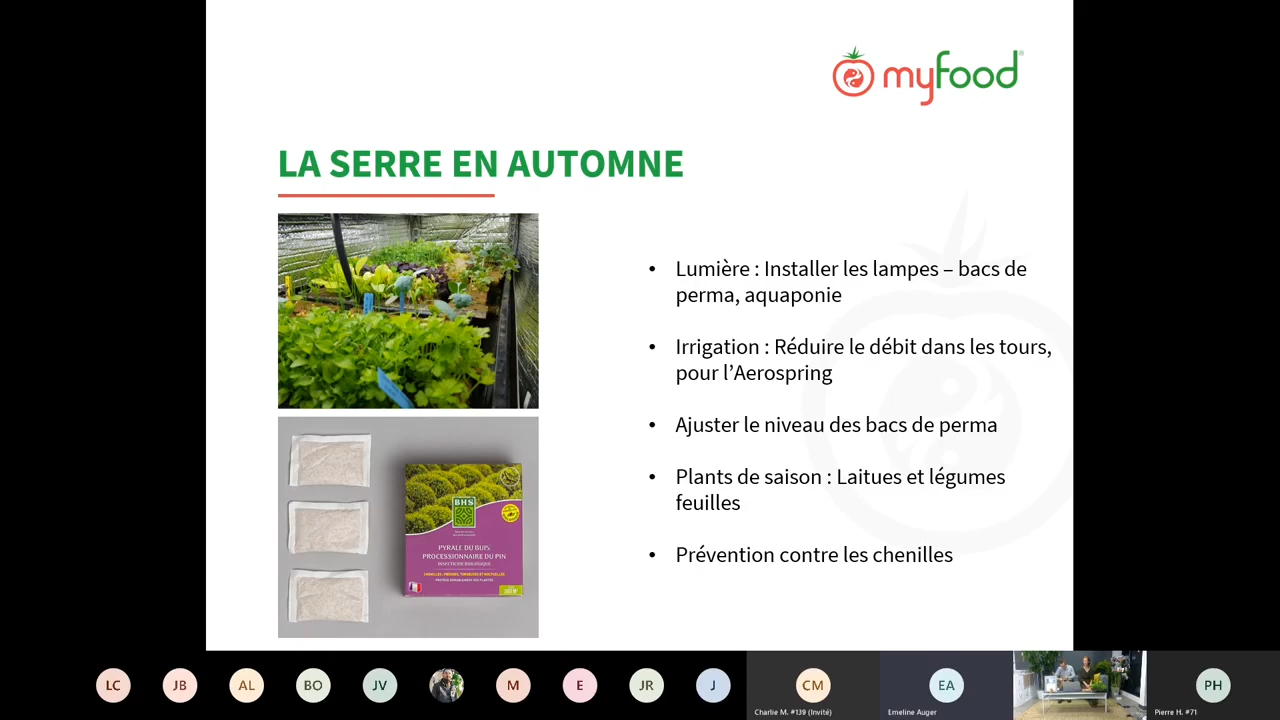 myfood
LA SERRE EN AUTOMNE
• Lumière : Installer les lampes – bacs de
perma, aquaponie
• Irrigation : Réduire le débit dans les tours,
pour l’Aerospring
• Ajuster le niveau des bacs de perma
• Plants de saison : Laitues et légumes
feuilles
• Prévention contre les chenilles
BHS
PYRALE DU BUIS
PROCESSIONNAIRE DU PIN
INSECTICIDE BIOLOGIQUE
LC JB AL BO JV M E JR J CM EA PH
Charlie M. #139 (Invité)
Emeline Auger
Pierre H. #71